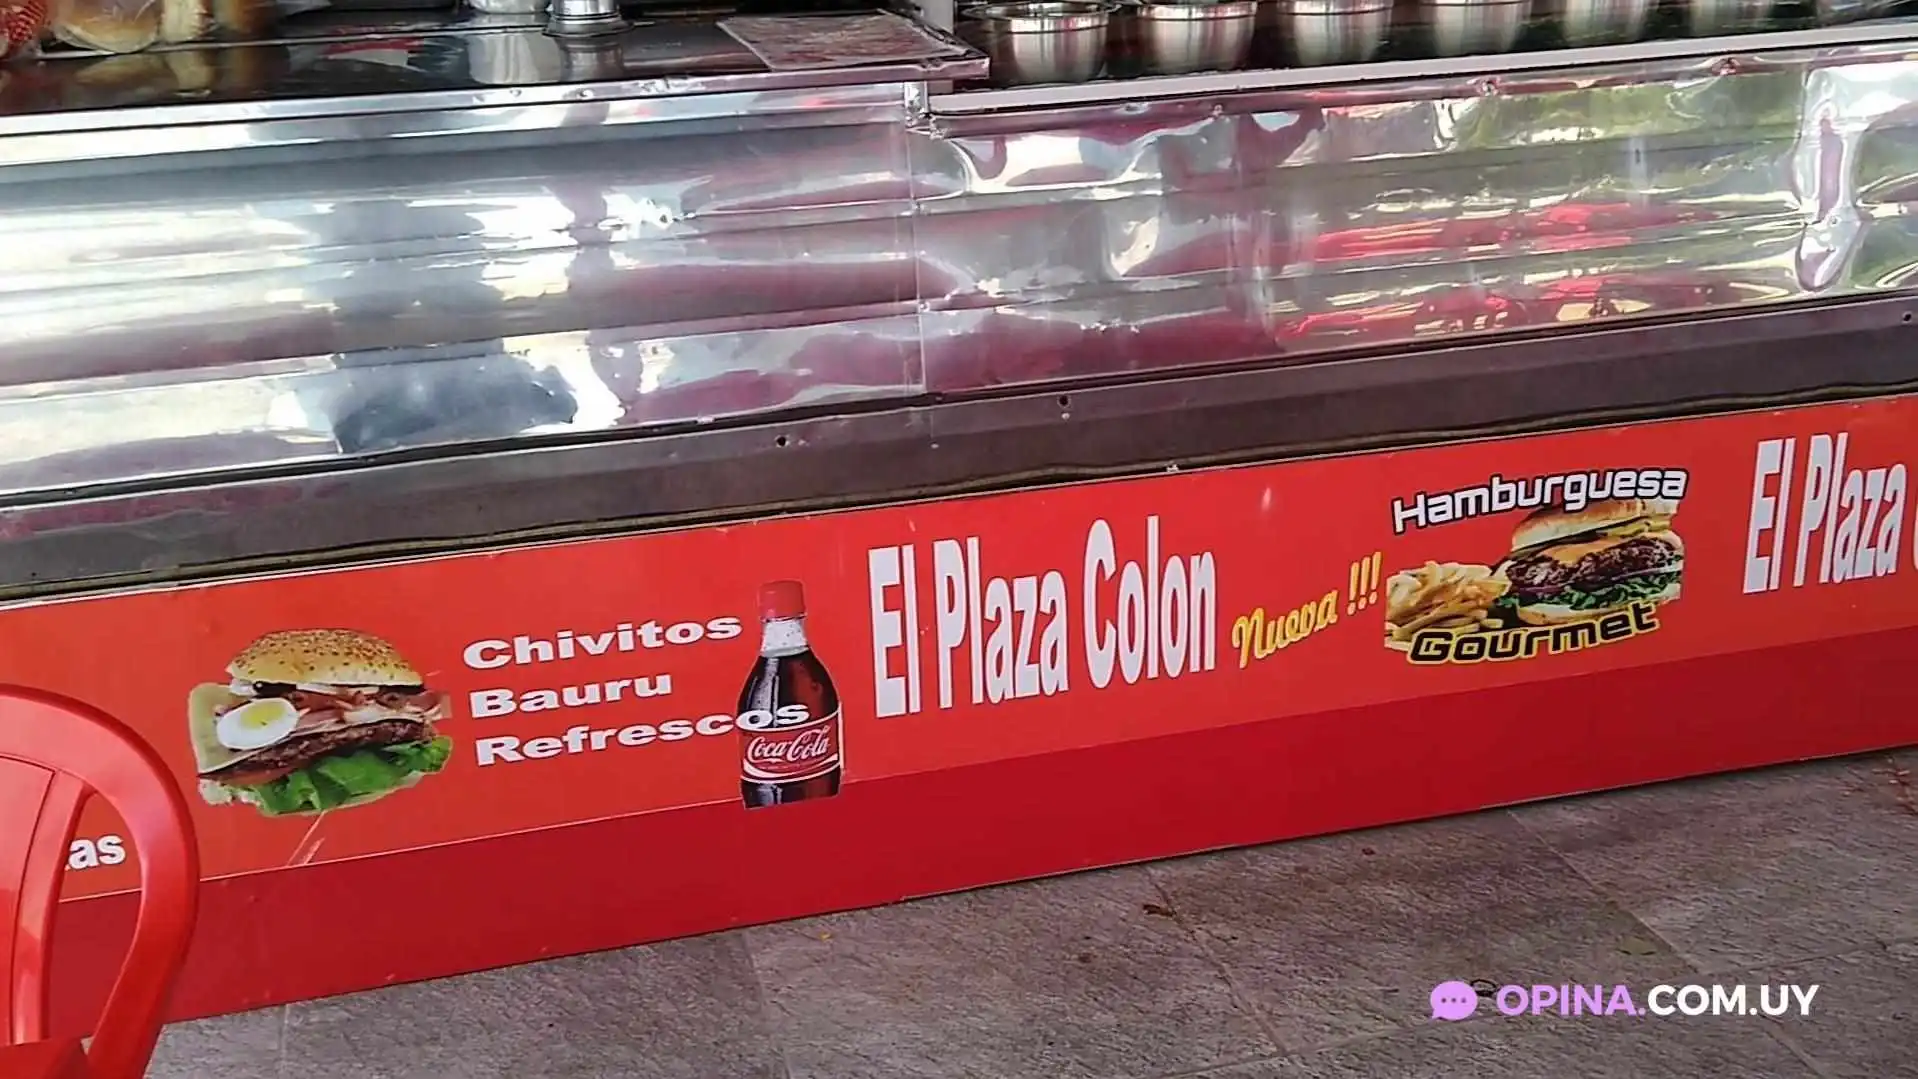 as
Chivitos
Bauru
Refrescos
Coca-Cola
El Plaza Colon
Nueva !!!
Hamburguesa
Gourmet
El Plaza
OPINA.COM.UY